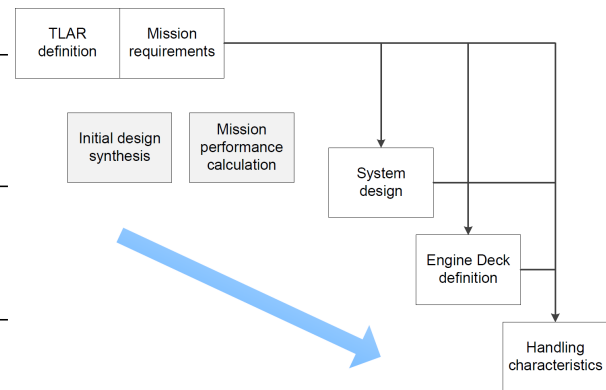 TLAR
definition
Mission
requirements
Initial design
synthesis
Mission
performance
calculation
System
design
Engine Deck
definition
Handling
characteristics